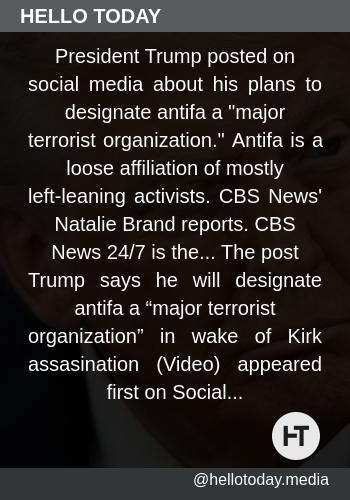 HELLO TODAY
President Trump posted on
social media about his plans to
designate antifa a "major
terrorist organization." Antifa is a
loose affiliation of mostly
left-leaning activists. CBS News'
Natalie Brand reports. CBS
News 24/7 is the... The post
Trump says he will designate
antifa a “major terrorist
organization” in wake of Kirk
assasination (Video) appeared
first on Social...
HT
@hellotoday.media